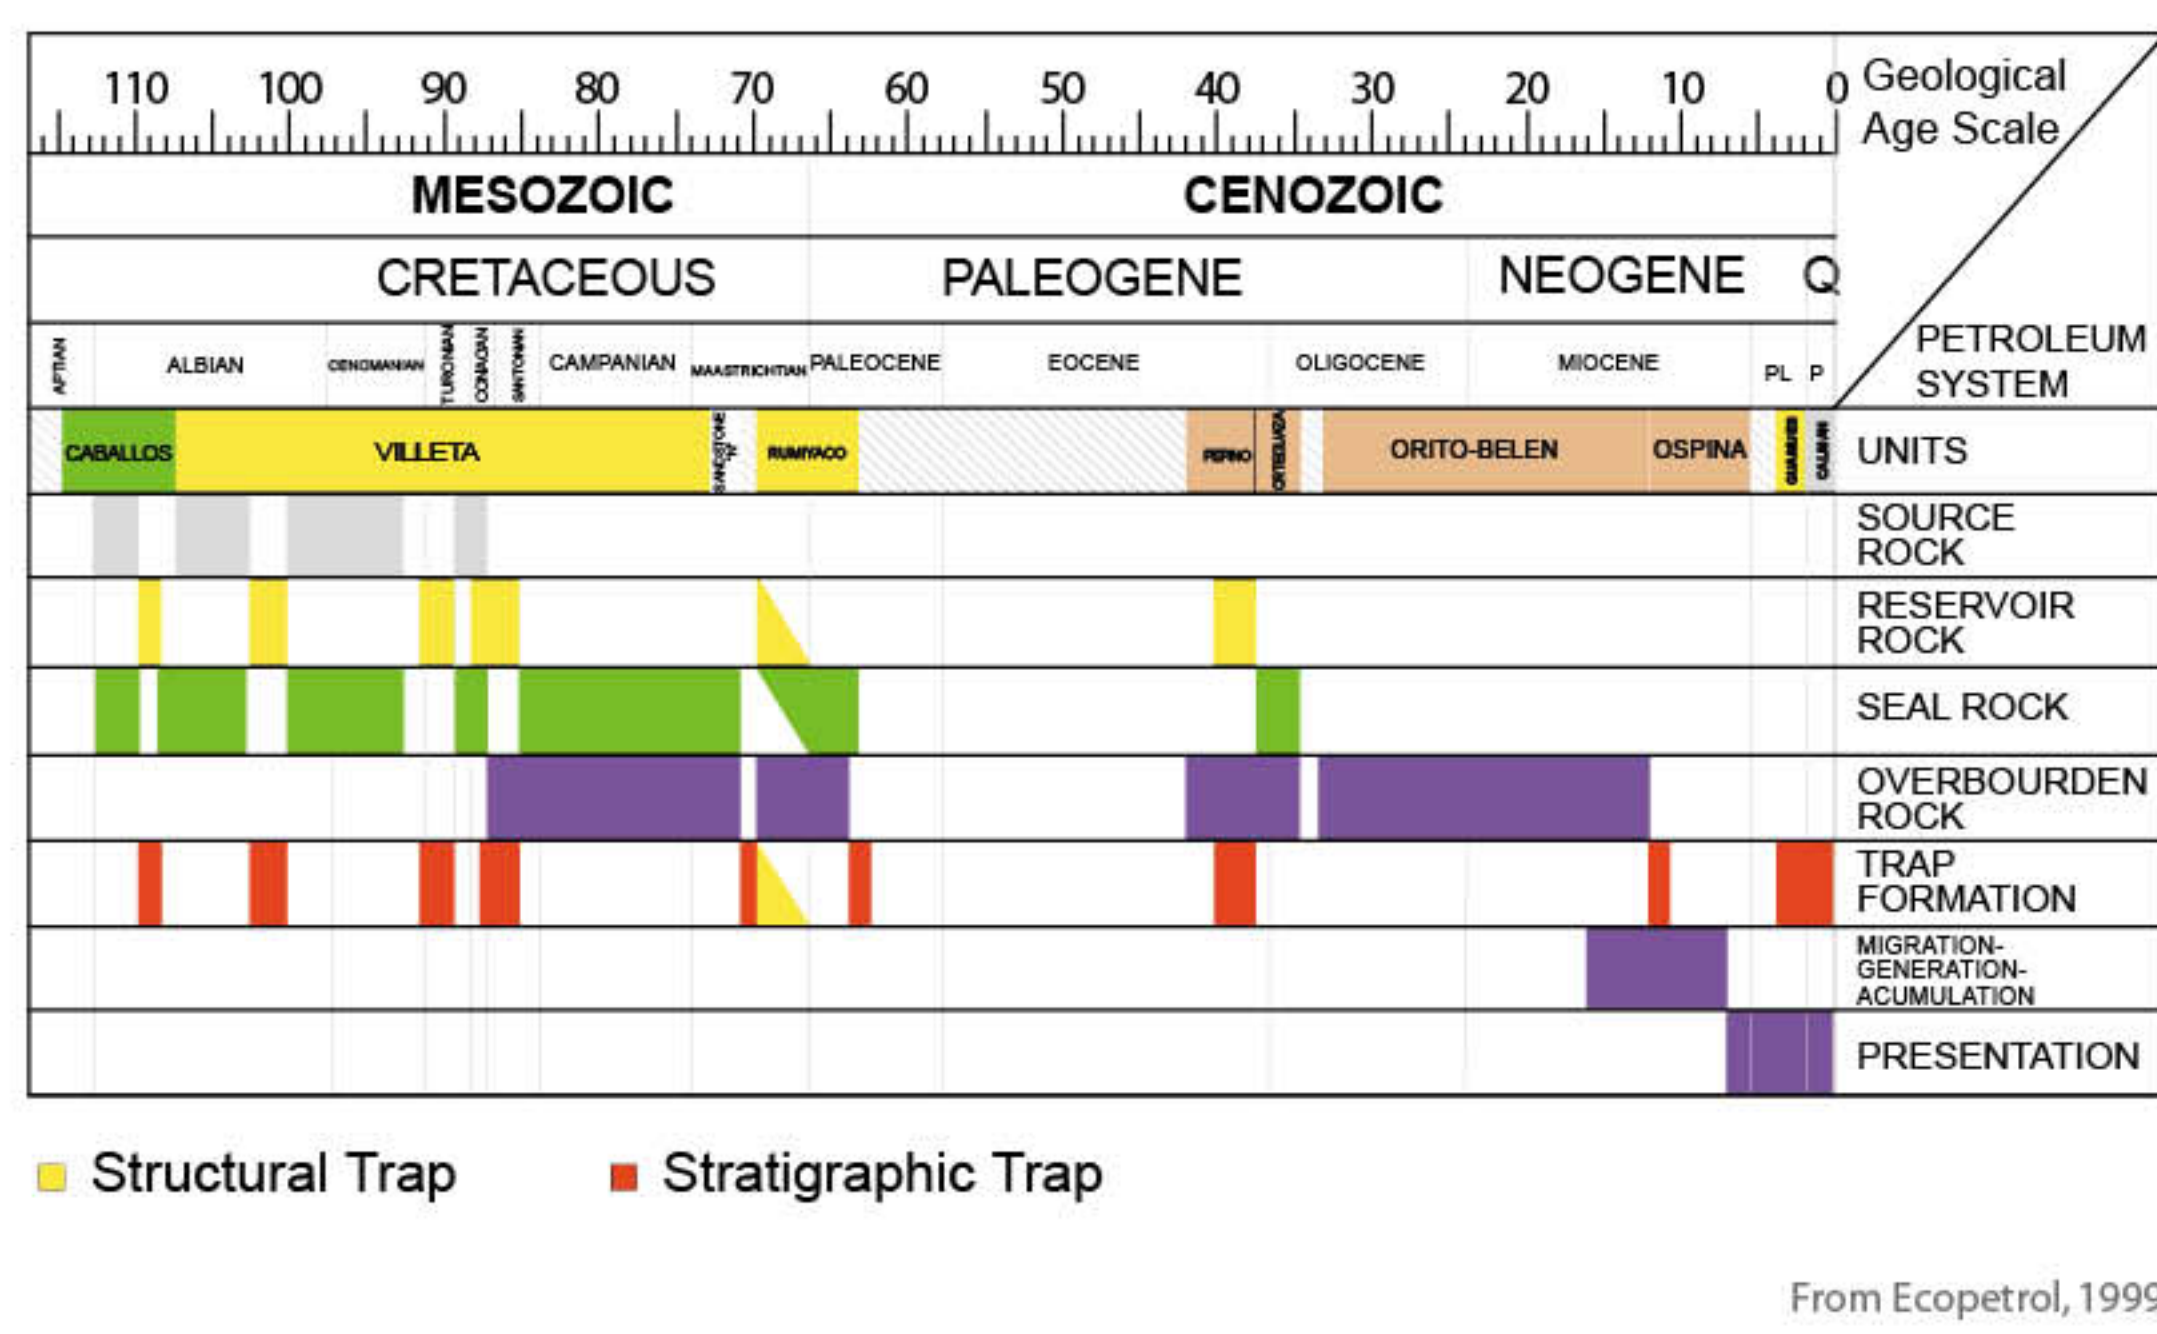 110 100 90 80 70 60 50 40 30 20 10 0
Geological
Age Scale
MESOZOIC CENOZOIC
CRETACEOUS PALEOGENE NEOGENE Q
APTIAN ALBIAN CENOMANIAN TURONIAN SANTONIAN CAMPANIAN MAASTRICHTIAN PALEOCENE EOCENE OLIGOCENE MIOCENE PL P
PETROLEUM
SYSTEM
CABALLOS VILLETA SANDSTONE RUMIYACO PEPINO ORITO-BELEN OSPINA
UNITS
SOURCE
ROCK
RESERVOIR
ROCK
SEAL ROCK
OVERBOURDEN
ROCK
TRAP
FORMATION
MIGRATION-
GENERATION-
ACUMULATION
PRESENTATION
Structural Trap
Stratigraphic Trap
From Ecopetrol, 1999